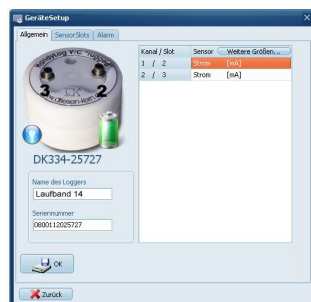 GeräteSetup
Allgemein SensorSlots Alarm
Kanal / Slot Sensor Weitere Größen...
1 / 2 Strom [mA]
2 / 3 Strom [mA]
3 2
DK334-25727
Name des Loggers
Laufband 14
Seriennummer
0800112025727
OK
Zurück